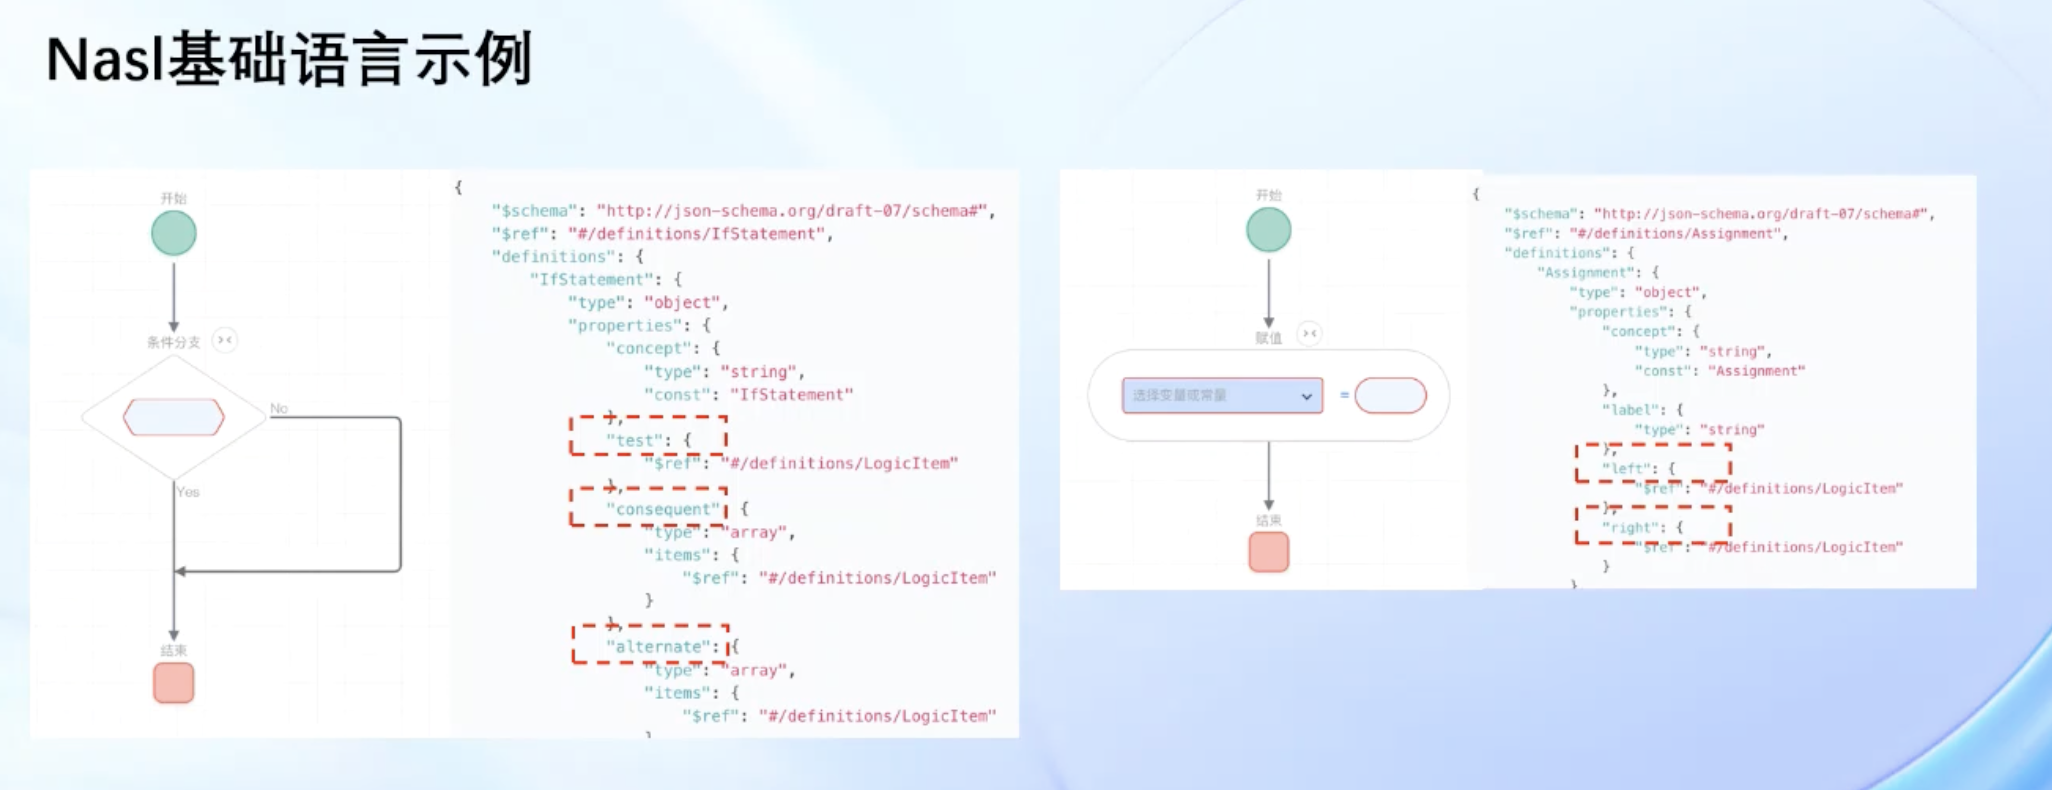 Nasl基础语言示例
开始
条件分支
No
Yes
结束
{
"$schema": "http://json-schema.org/draft-07/schema#",
"$ref": "#/definitions/IfStatement",
"definitions": {
"IfStatement": {
"type": "object",
"properties": {
"concept": {
"type": "string",
"const": "IfStatement"
},
"test": {
"$ref": "#/definitions/LogicItem"
},
"consequent": {
"type": "array",
"items": {
"$ref": "#/definitions/LogicItem"
}
},
"alternate": {
"type": "array",
"items": {
"$ref": "#/definitions/LogicItem"
}
开始
赋值
选择变量或常量 =
结束
{
"$schema": "http://json-schema.org/draft-07/schema#",
"$ref": "#/definitions/Assignment",
"definitions": {
"Assignment": {
"type": "object",
"properties": {
"concept": {
"type": "string",
"const": "Assignment"
},
"label": {
"type": "string"
},
"left": {
"$ref": "#/definitions/LogicItem"
},
"right": {
"$ref": "#/definitions/LogicItem"
}
}